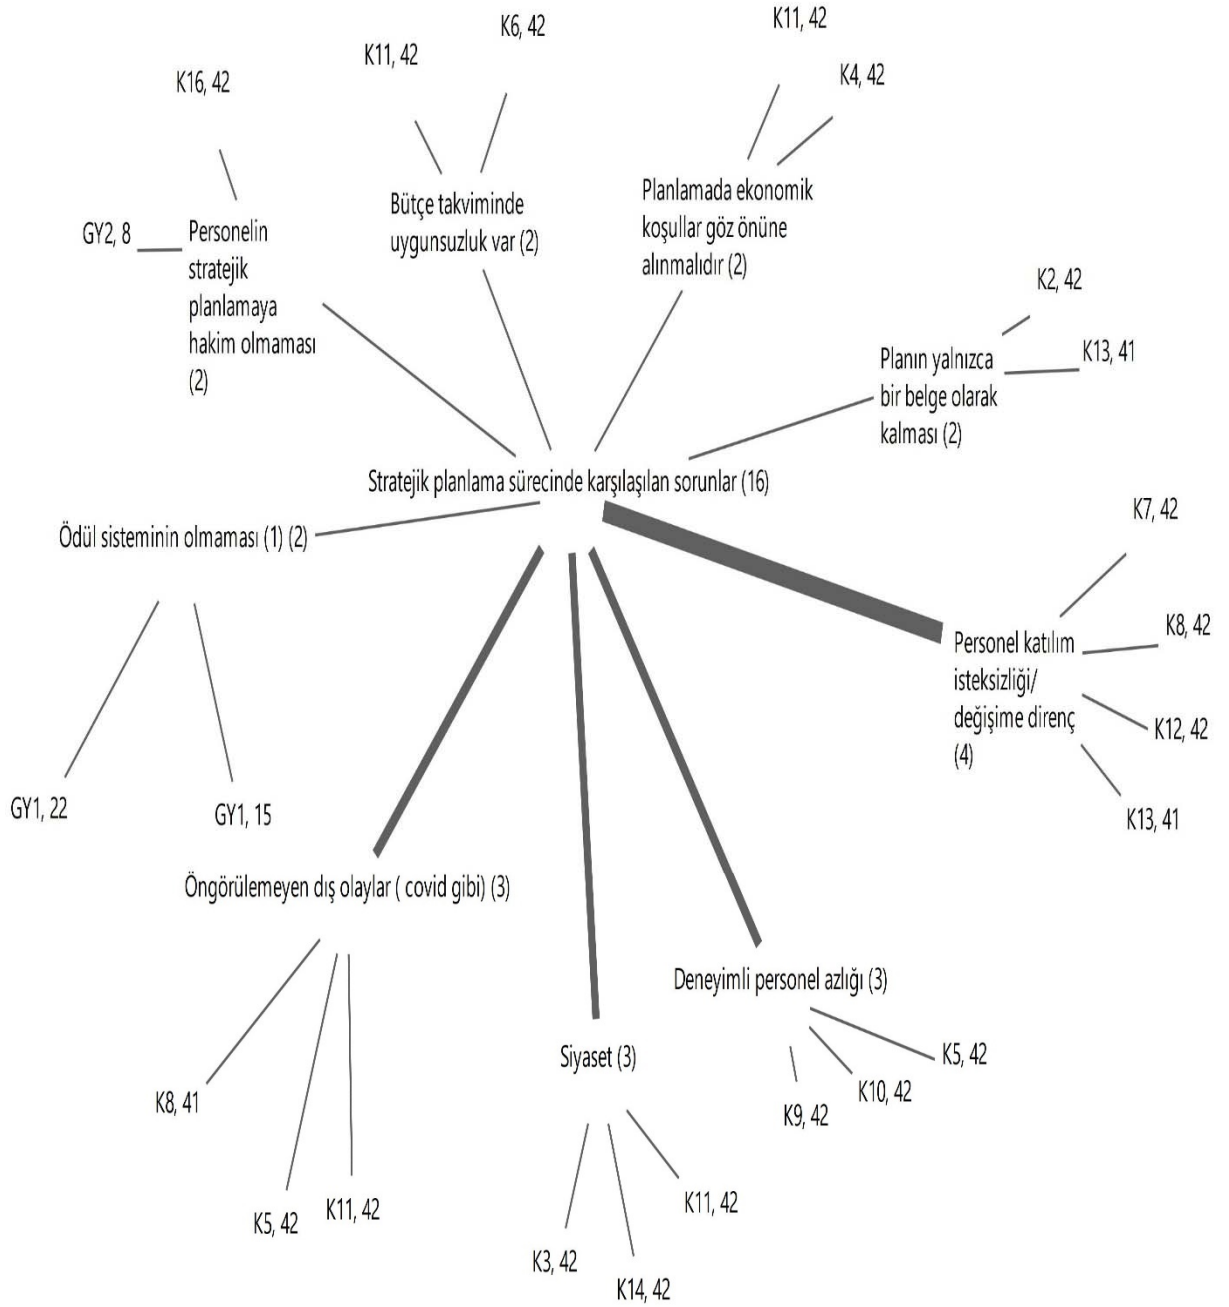 K11, 42
K6, 42
K11, 42
K4, 42
K16, 42
Bütçe takviminde
uygunsuzluk var (2)
Planlamada ekonomik
koşullar göz önüne
alınmalıdır (2)
GY2, 8
Personelin
stratejik
planlamaya
hakim olmaması
(2)
K2, 42
K13, 41
Planın yalnızca
bir belge olarak
kalması (2)
Stratejik planlama sürecinde karşılaşılan sorunlar (16)
Ödül sisteminin olmaması (1) (2)
K7, 42
K8, 42
Personel katılım
isteksizliği/
değişime direnç
(4)
K12, 42
K13, 41
GY1, 22
GY1, 15
Öngörülemeyen dış olaylar ( covid gibi) (3)
Deneyimli personel azlığı (3)
Siyaset (3)
K5, 42
K10, 42
K9, 42
K8, 41
K5, 42
K11, 42
K11, 42
K3, 42
K14, 42